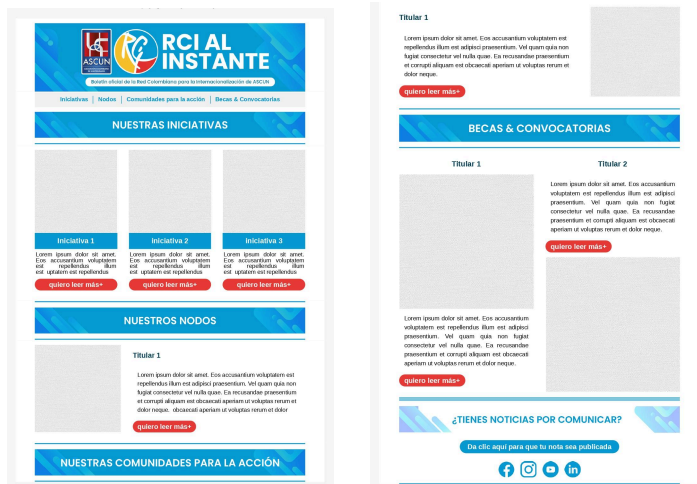 ASCUN
RCI
RCI AL
INSTANTE
Boletín oficial de la Red Colombiana para la Internacionalización de ASCUN
Iniciativas | Nodos | Comunidades para la acción | Becas & Convocatorias
NUESTRAS INICIATIVAS
Iniciativa 1
Lorem ipsum dolor sit amet.
Eos accusantium voluptatem
est repellendus illum
est uptatem est repellendus
quiero leer más+
Iniciativa 2
Lorem ipsum dolor sit amet.
Eos accusantium voluptatem
est repellendus illum
est uptatem est repellendus
quiero leer más+
Iniciativa 3
Lorem ipsum dolor sit amet.
Eos accusantium voluptatem
est repellendus illum
est uptatem est repellendus
quiero leer más+
NUESTROS NODOS
Titular 1
Lorem ipsum dolor sit amet. Eos accusantium voluptatem est
repellendus illum est adipisci praesentium. Vel quam quia non
fugiat consectetur vel nulla quae. Ea recusandae praesentium
et corrupti aliquam est obcaecati aperiam ut voluptas rerum et
dolor neque. obcaecati aperiam ut voluptas rerum et dolor
quiero leer más+
NUESTRAS COMUNIDADES PARA LA ACCIÓN
Titular 1
Lorem ipsum dolor sit amet. Eos accusantium voluptatem est
repellendus illum est adipisci praesentium. Vel quam quia non
fugiat consectetur vel nulla quae. Ea recusandae praesentium
et corrupti aliquam est obcaecati aperiam ut voluptas rerum et
dolor neque.
quiero leer más+
BECAS & CONVOCATORIAS
Titular 1
Lorem ipsum dolor sit amet. Eos accusantium
voluptatem est repellendus illum est adipisci
praesentium. Vel quam quia non fugiat
consectetur vel nulla quae. Ea recusandae
praesentium et corrupti aliquam est obcaecati
aperiam ut voluptas rerum et dolor neque.
quiero leer más+
Titular 2
Lorem ipsum dolor sit amet. Eos accusantium
voluptatem est repellendus illum est adipisci
praesentium. Vel quam quia non fugiat
consectetur vel nulla quae. Ea recusandae
praesentium et corrupti aliquam est obcaecati
aperiam ut voluptas rerum et dolor neque.
quiero leer más+
¿TIENES NOTICIAS POR COMUNICAR?
Da clic aquí para que tu nota sea publicada